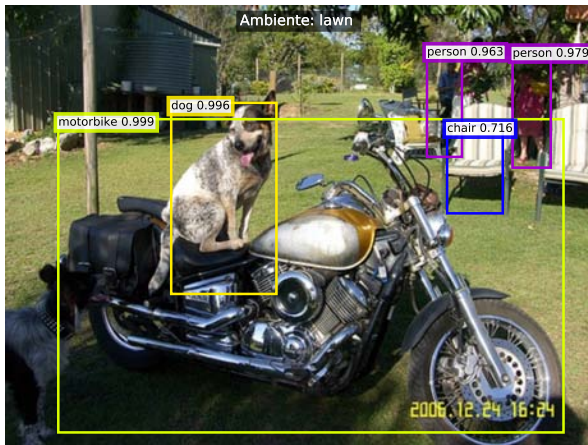 Ambiente: lawn
person 0.963
person 0.979
dog 0.996
motorbike 0.999
chair 0.716
2006.12.24 16:24